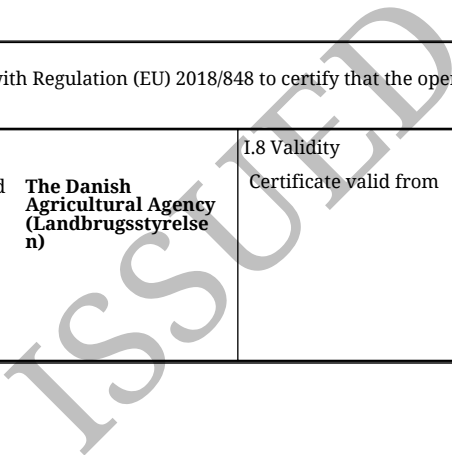 with Regulation (EU) 2018/848 to certify that the
I.8 Validity
The Danish
Agricultural Agency
(Landbrugsstyrelse
n)
Certificate valid from
ISSUED